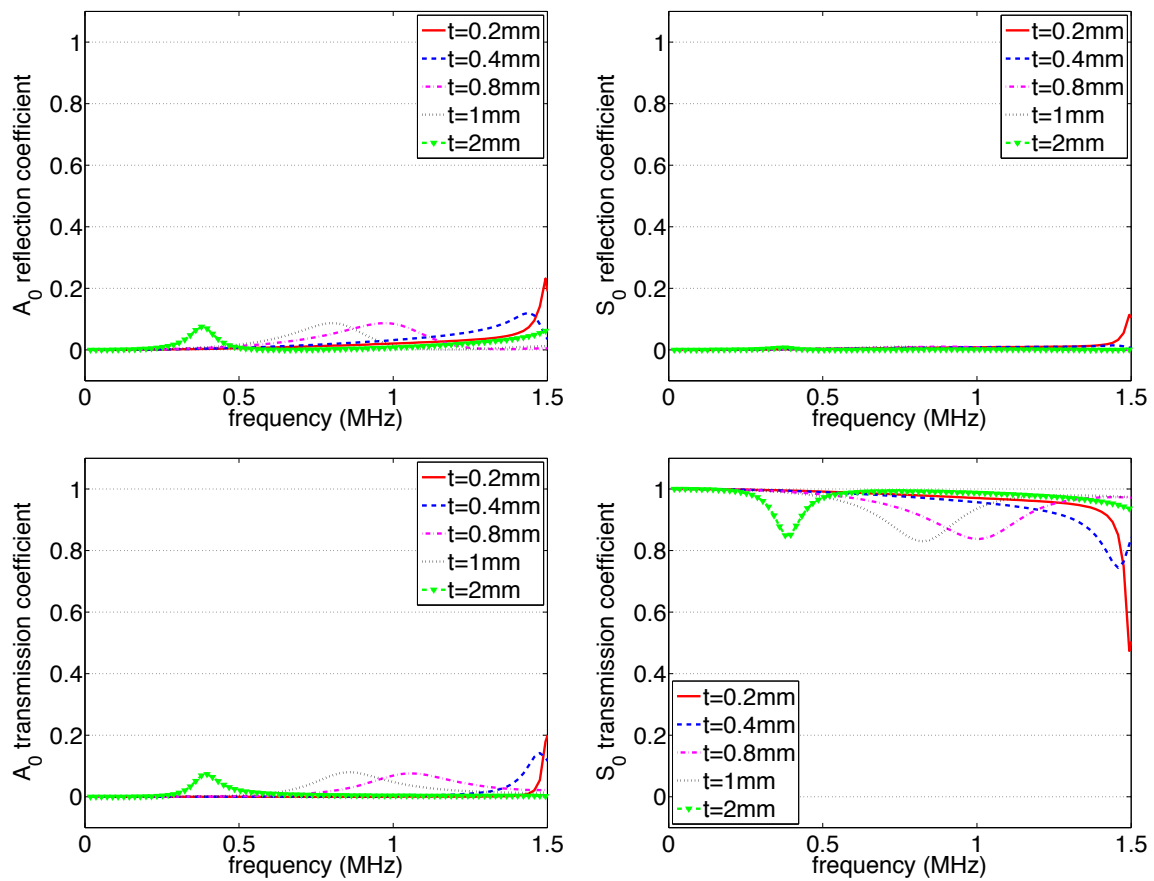 A0 reflection coefficient
1
0.8
0.6
0.4
0.2
0
0 0.5 1 1.5
frequency (MHz)
t=0.2mm
t=0.4mm
t=0.8mm
t=1mm
t=2mm
S0 reflection coefficient
1
0.8
0.6
0.4
0.2
0
0 0.5 1 1.5
frequency (MHz)
t=0.2mm
t=0.4mm
t=0.8mm
t=1mm
t=2mm
A0 transmission coefficient
1
0.8
0.6
0.4
0.2
0
0 0.5 1 1.5
frequency (MHz)
t=0.2mm
t=0.4mm
t=0.8mm
t=1mm
t=2mm
S0 transmission coefficient
1
0.8
0.6
0.4
0.2
0
0 0.5 1 1.5
frequency (MHz)
t=0.2mm
t=0.4mm
t=0.8mm
t=1mm
t=2mm